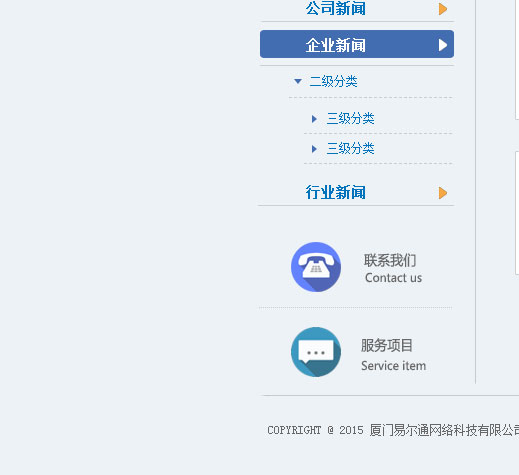 公司新闻
企业新闻
二级分类
三级分类
三级分类
行业新闻
联系我们
Contact us
服务项目
Service item
COPYRIGHT @ 2015 厦门易尔通网络科技有限公司